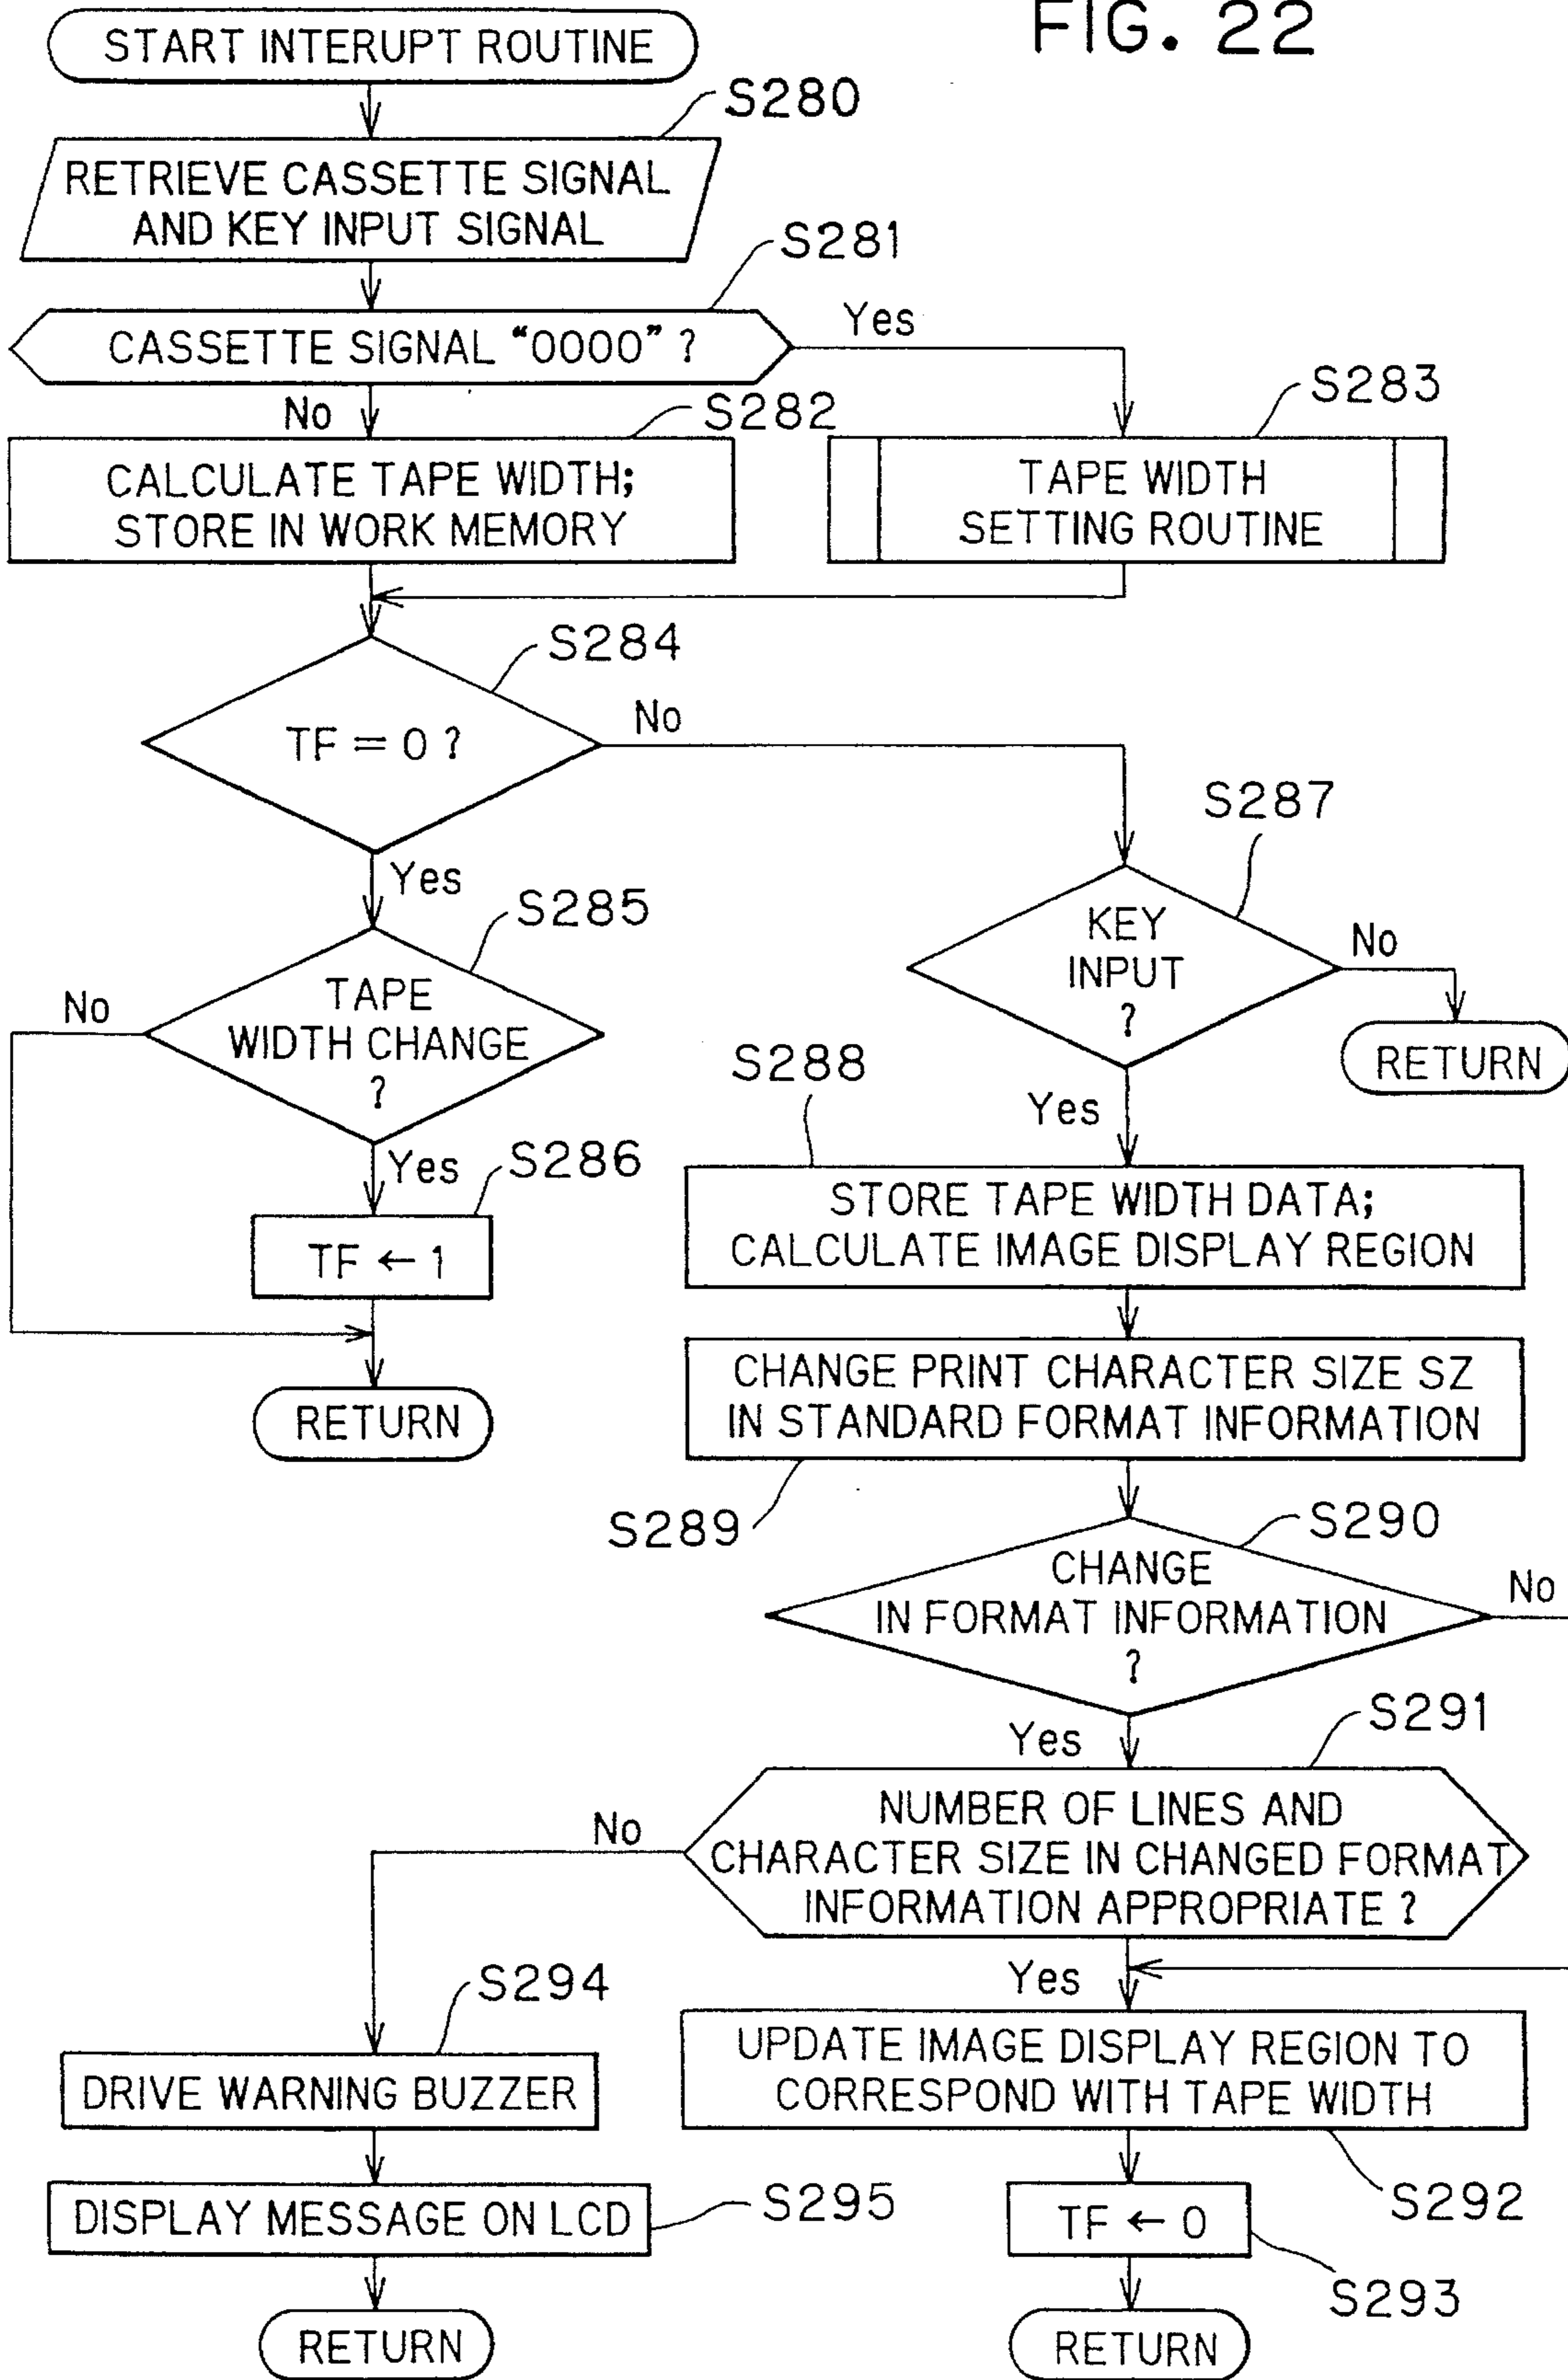 FIG. 22
START INTERUPT ROUTINE
S280
RETRIEVE CASSETTE SIGNAL
AND KEY INPUT SIGNAL
S281
CASSETTE SIGNAL “0000” ?
Yes
No
S282
CALCULATE TAPE WIDTH;
STORE IN WORK MEMORY
S283
TAPE WIDTH
SETTING ROUTINE
S284
TF = 0 ?
No
Yes
S285
TAPE
WIDTH CHANGE
?
No
Yes
S286
TF ← 1
RETURN
S287
KEY
INPUT
?
No
RETURN
Yes
S288
STORE TAPE WIDTH DATA;
CALCULATE IMAGE DISPLAY REGION
CHANGE PRINT CHARACTER SIZE SZ
IN STANDARD FORMAT INFORMATION
S289
S290
CHANGE
IN FORMAT INFORMATION
?
No
Yes
S291
NUMBER OF LINES AND
CHARACTER SIZE IN CHANGED FORMAT
INFORMATION APPROPRIATE ?
No
Yes
S294
DRIVE WARNING BUZZER
DISPLAY MESSAGE ON LCD
S295
RETURN
UPDATE IMAGE DISPLAY REGION TO
CORRESPOND WITH TAPE WIDTH
S292
TF ← 0
S293
RETURN